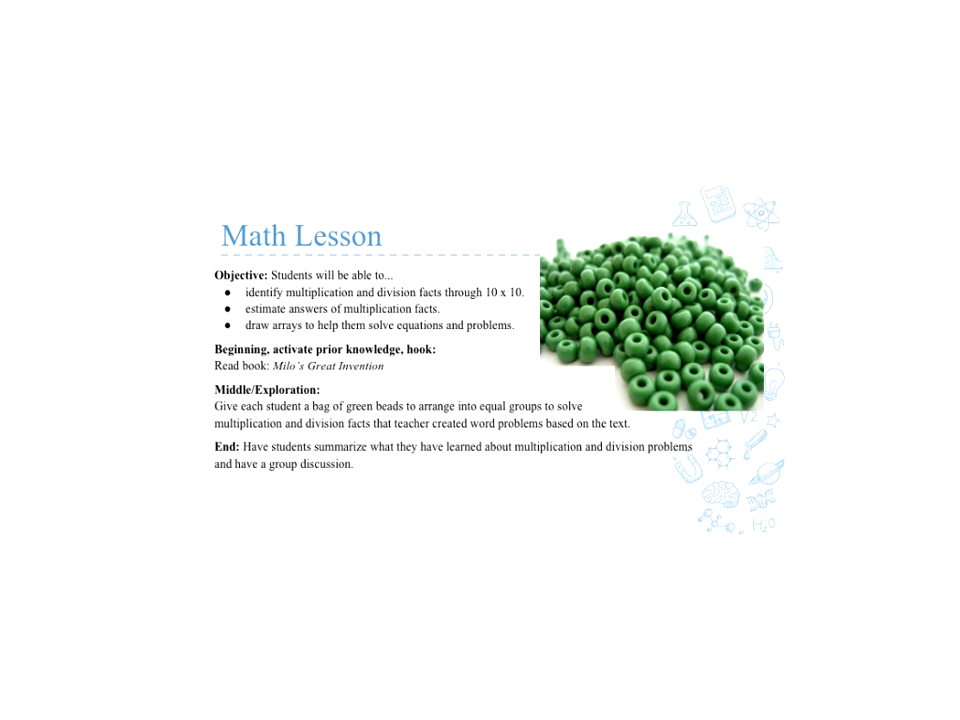 Math Lesson
Objective: Students will be able to...
● identify multiplication and division facts through 10 x 10.
● estimate answers of multiplication facts.
● draw arrays to help them solve equations and problems.
Beginning, activate prior knowledge, hook:
Read book: Milo's Great Invention
Middle/Exploration:
Give each student a bag of green beads to arrange into equal groups to solve
multiplication and division facts that teacher created word problems based on the text.
End: Have students summarize what they have learned about multiplication and division problems
and have a group discussion.
√2
H₂O